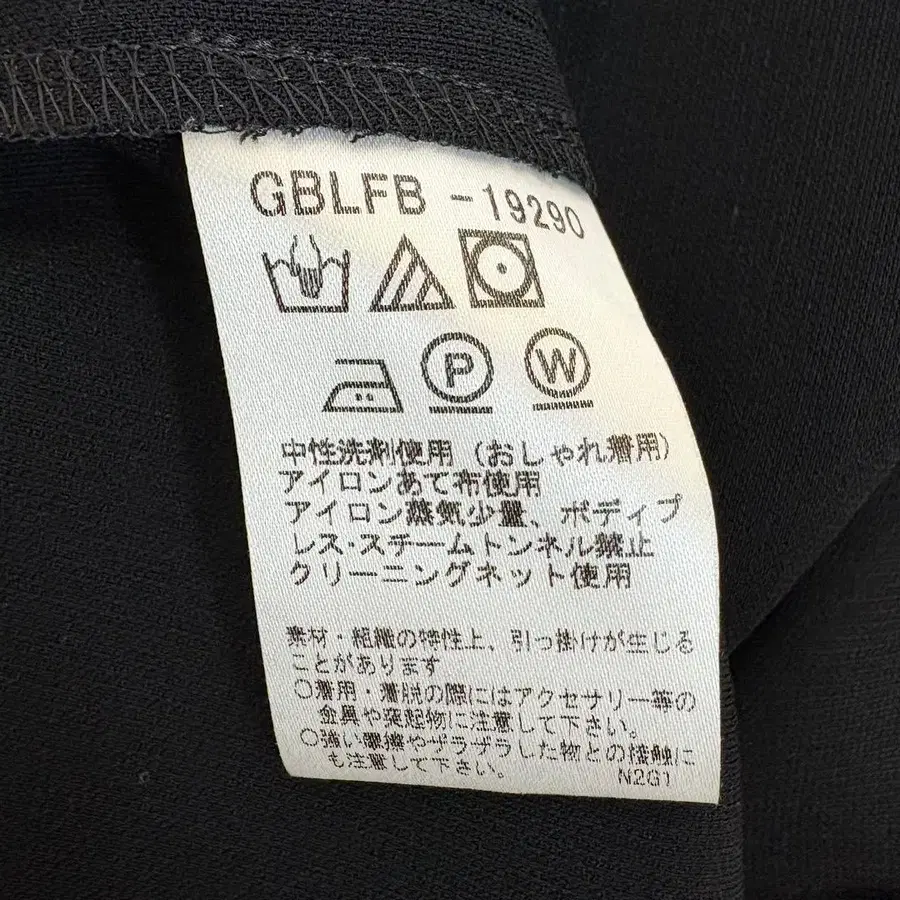 GBLFB -19290
P W
中性洗剤使用（おしゃれ着用）
アイロンあて布使用
アイロン蒸気少量、ボディプ
レス・スチームトンネル禁止
クリーニングネット使用
素材・組織の特性上、引っ掛けが生じる
ことがあります
○着用・着脱の際にはアクセサリー等の
金具や突起物に注意して下さい。
○強い摩擦やザラザラした物との接触に
も注意して下さい。
N2G1